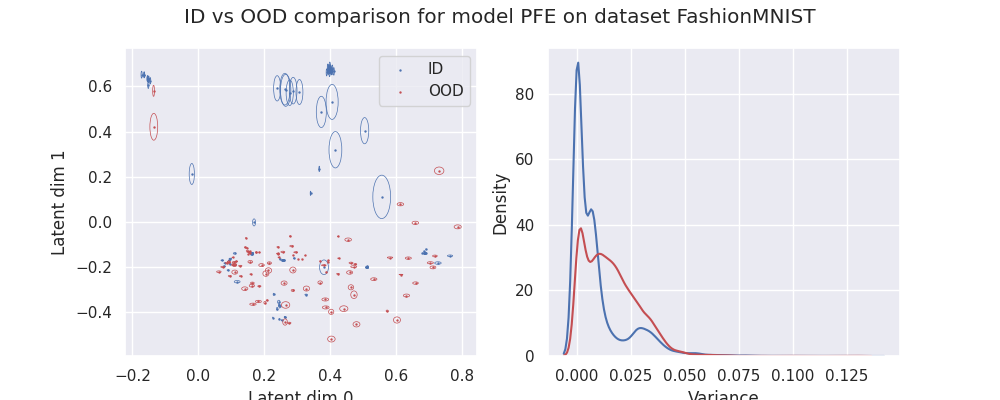 ID vs OOD comparison for model PFE on dataset FashionMNIST
ID
OOD
Latent dim 1
0.6
0.4
0.2
0.0
−0.2
−0.4
−0.2 0.0 0.2 0.4 0.6 0.8
Latent dim 0
Density
80
60
40
20
0
0.000 0.025 0.050 0.075 0.100 0.125
Variance